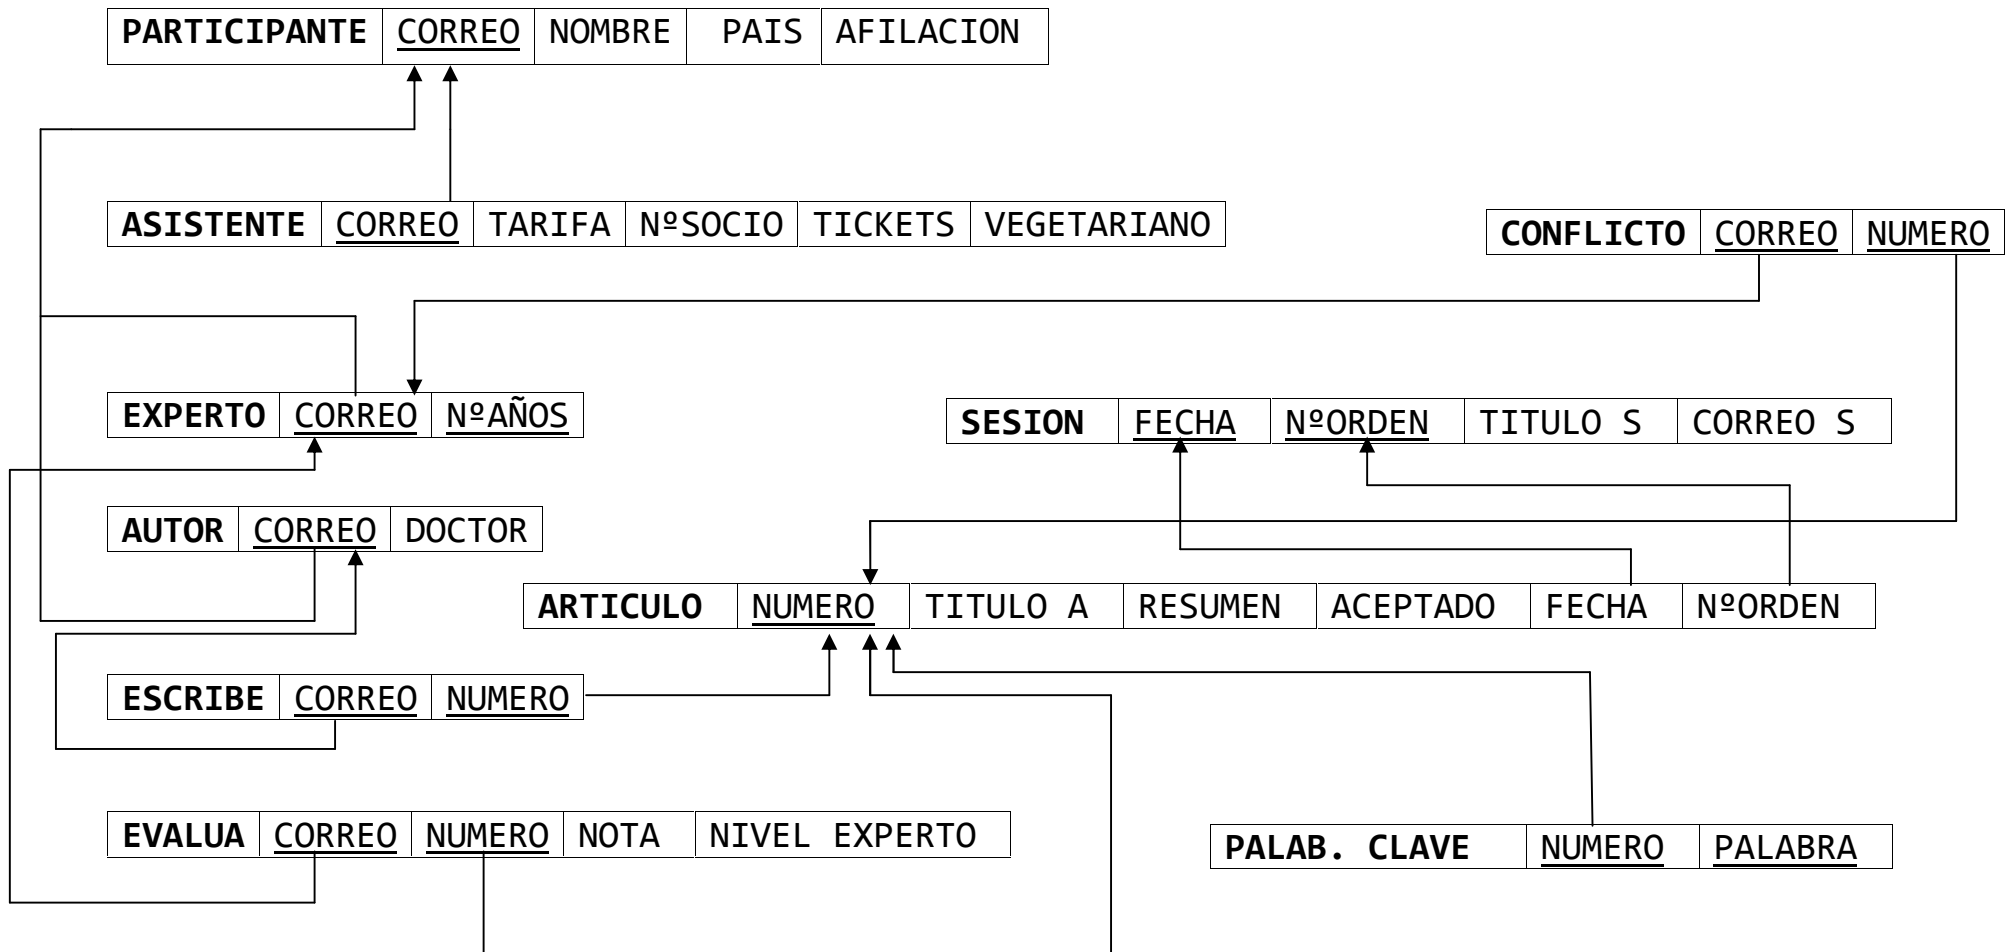 PARTICIPANTE CORREO NOMBRE PAIS AFILACION
ASISTENTE CORREO TARIFA NºSOCIO TICKETS VEGETARIANO
CONFLICTO CORREO NUMERO
EXPERTO CORREO NºAÑOS
SESION FECHA NºORDEN TITULO S CORREO S
AUTOR CORREO DOCTOR
ARTICULO NUMERO TITULO A RESUMEN ACEPTADO FECHA NºORDEN
ESCRIBE CORREO NUMERO
EVALUA CORREO NUMERO NOTA NIVEL EXPERTO
PALAB. CLAVE NUMERO PALABRA